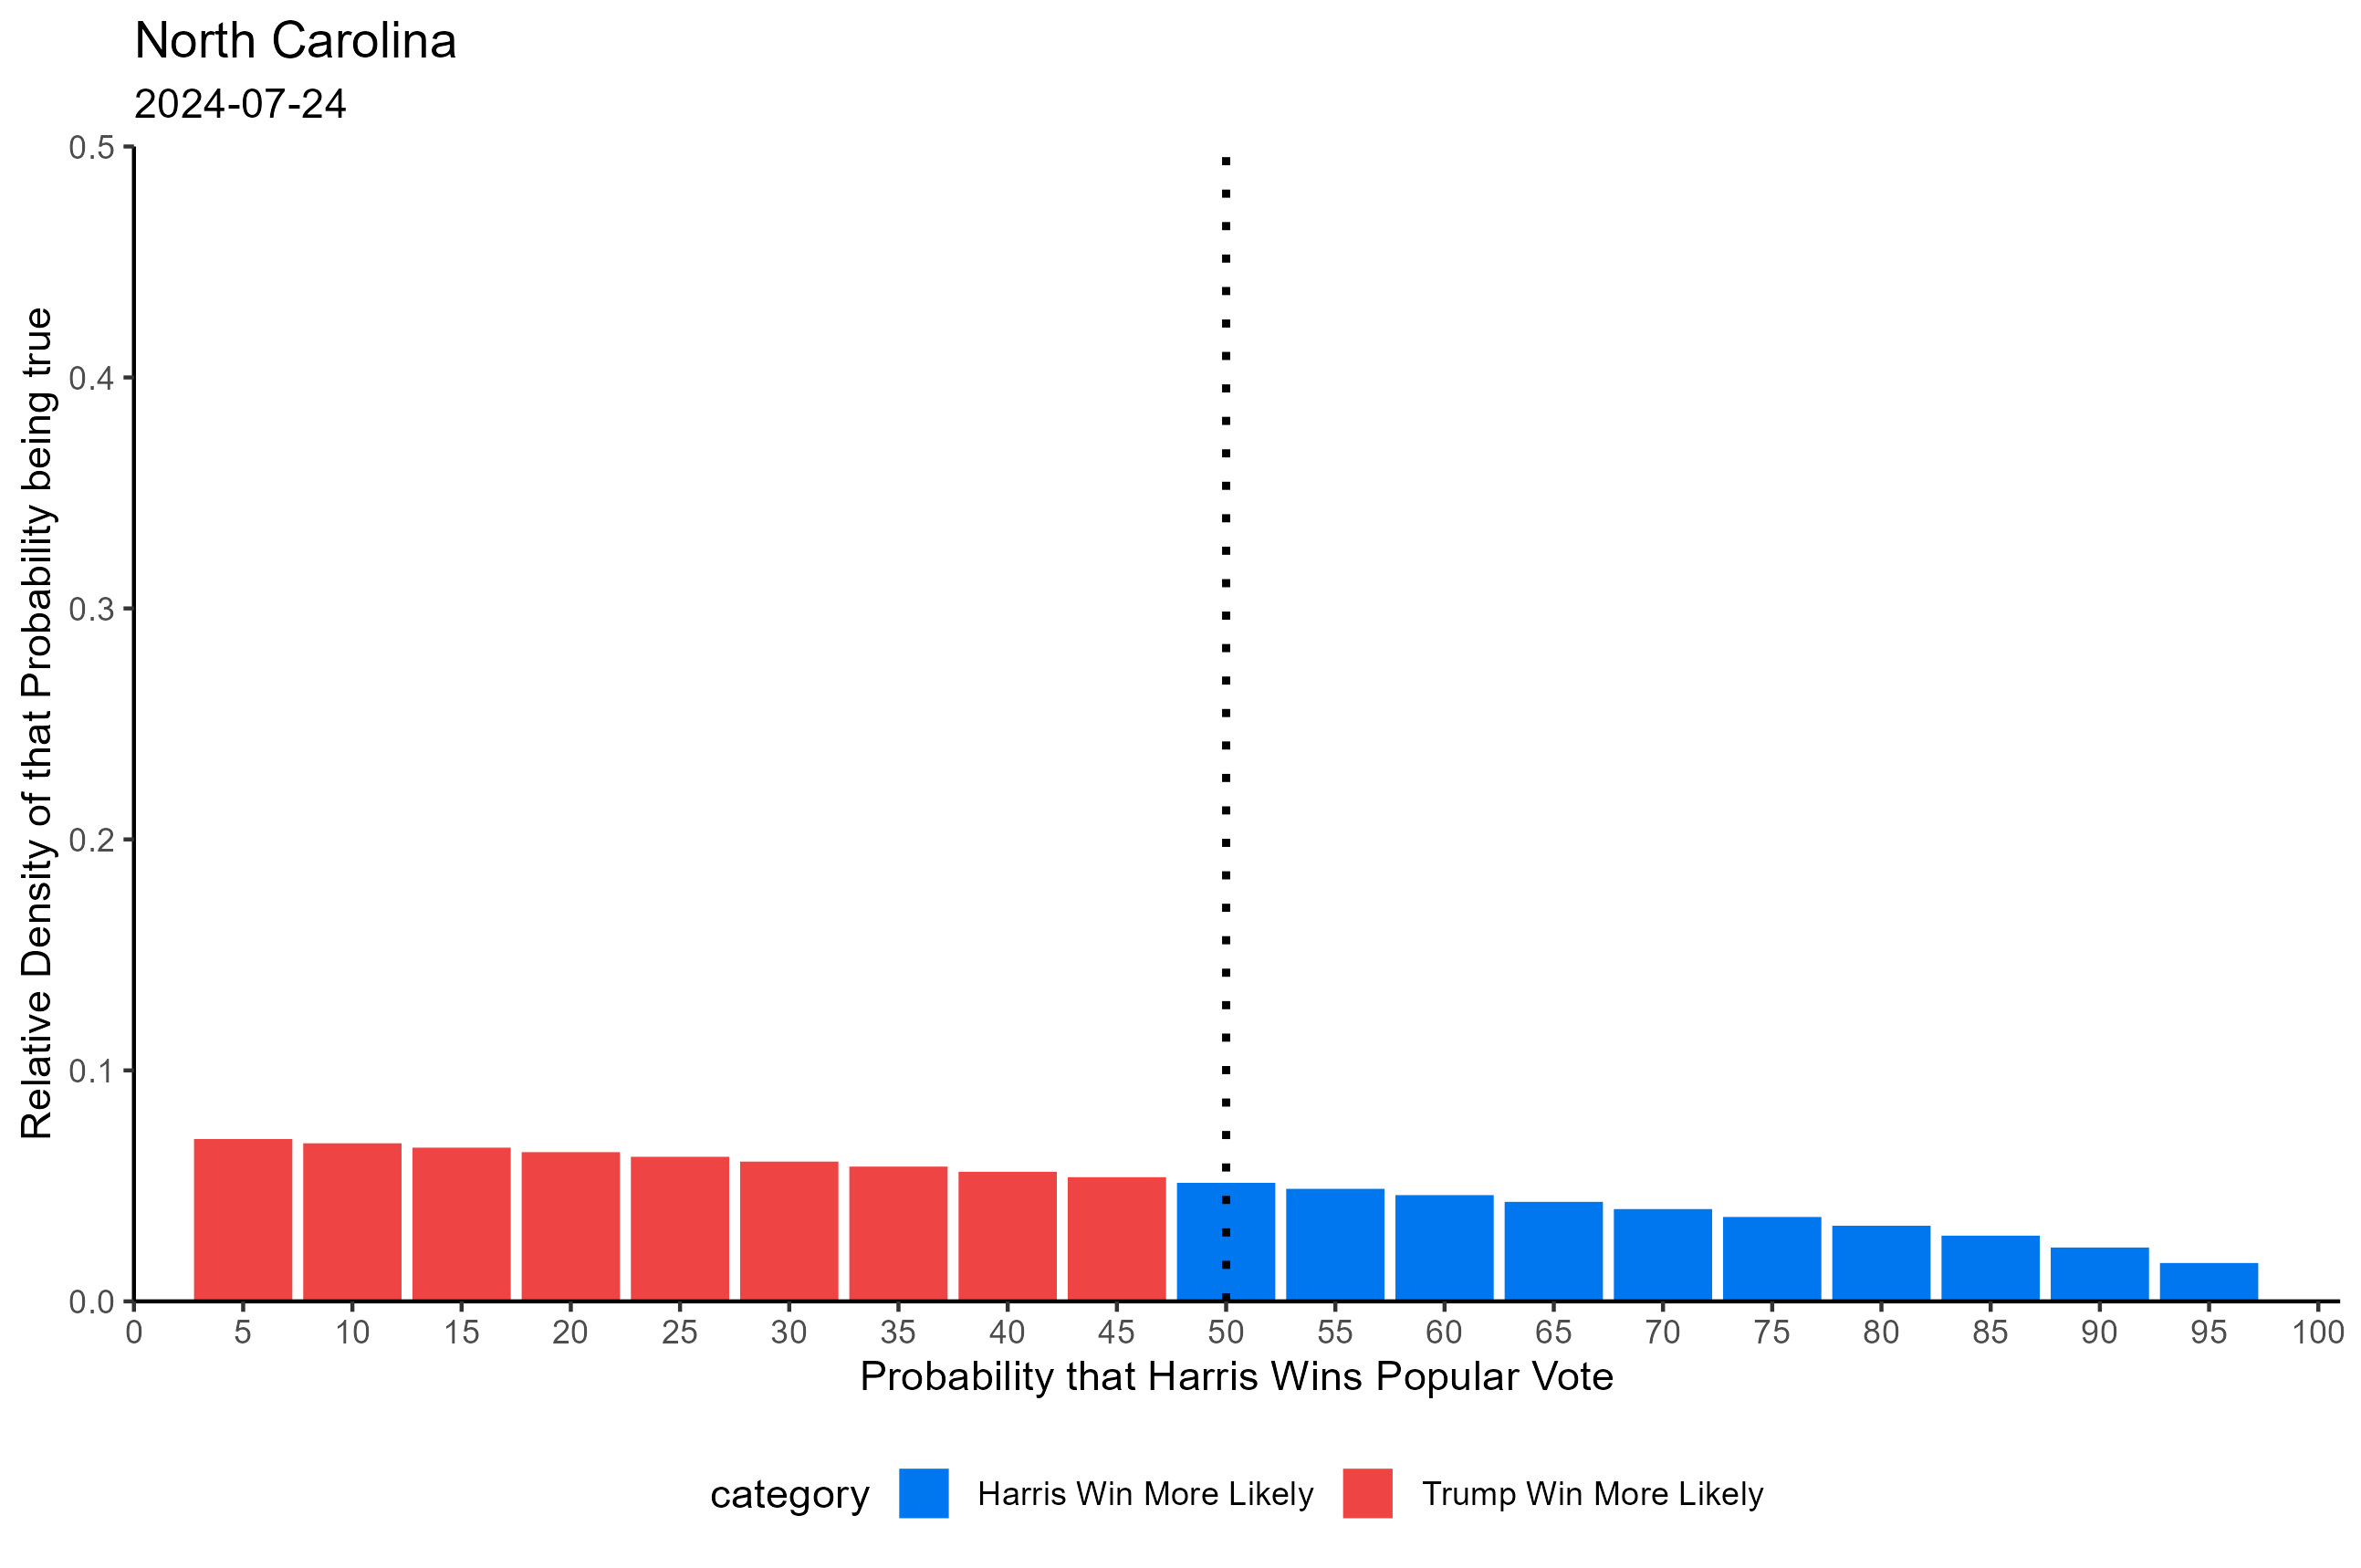 North Carolina
2024-07-24
Relative Density of that Probability being true
0.5
0.4
0.3
0.2
0.1
0.0
0 5 10 15 20 25 30 35 40 45 50 55 60 65 70 75 80 85 90 95 100
Probability that Harris Wins Popular Vote
category Harris Win More Likely Trump Win More Likely